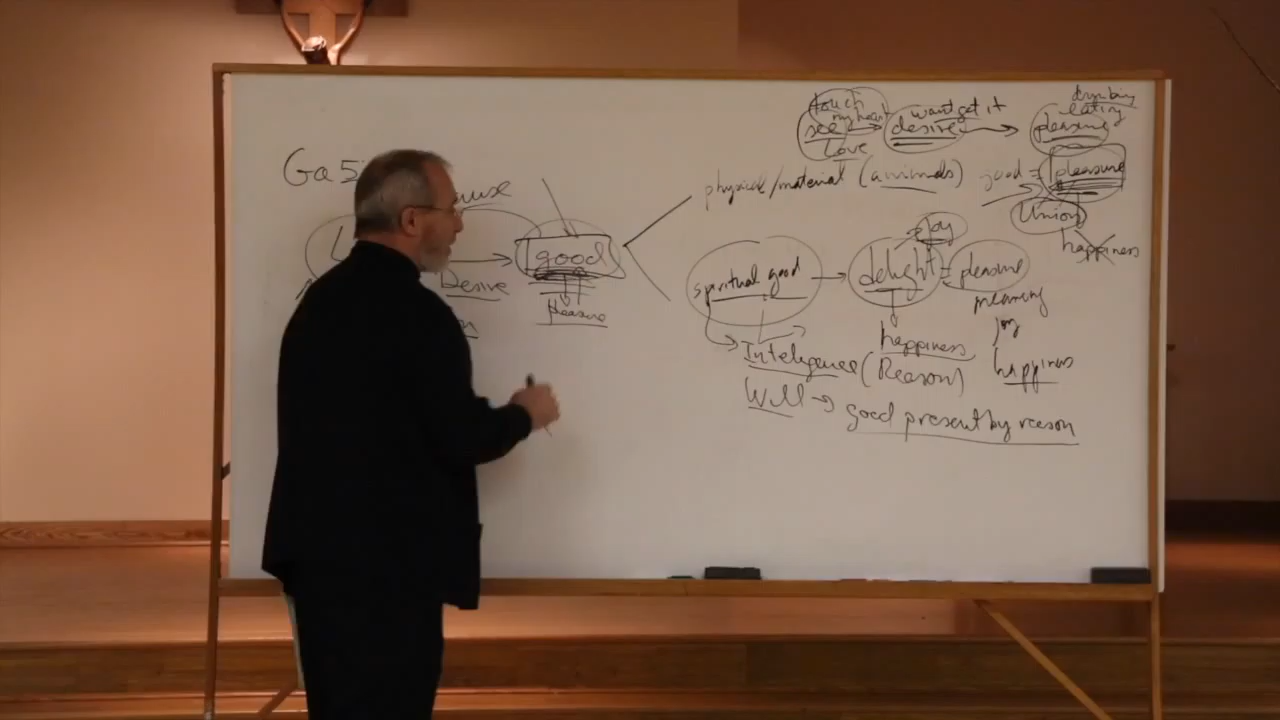 Ga 5
Desire
good
pleasure
touch
my heart
see
Love
want get it
desire
drinking
eating
pleasure
physical/material (animals) good = pleasure
Union
happiness
spiritual good
delight = pleasure
joy
happiness
joy
happiness
Inteligence (Reason)
Will → good present by reason